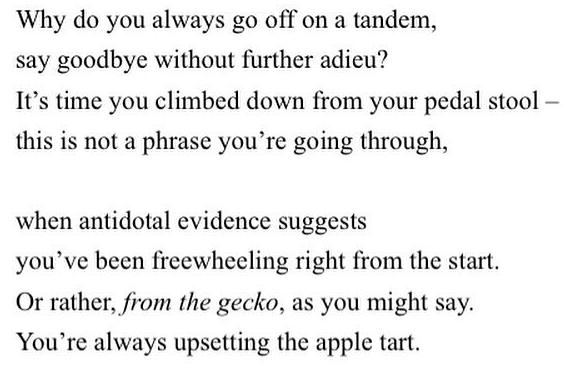 Why do you always go off on a tandem,
say goodbye without further adieu?
It’s time you climbed down from your pedal stool –
this is not a phrase you’re going through,
when antidotal evidence suggests
you’ve been freewheeling right from the start.
Or rather, from the gecko, as you might say.
You’re always upsetting the apple tart.